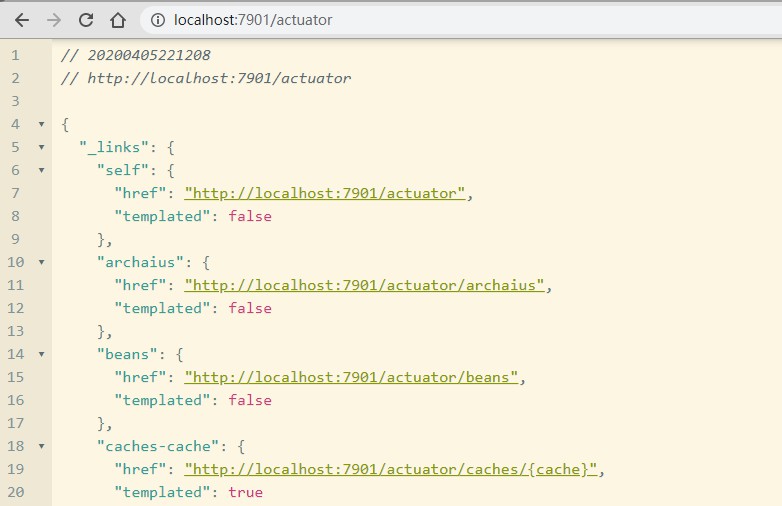 localhost:7901/actuator
1 // 20200405221208
2 // http://localhost:7901/actuator
3
4 {
5 "_links": {
6 "self": {
7 "href": "http://localhost:7901/actuator",
8 "templated": false
9 },
10 "archaius": {
11 "href": "http://localhost:7901/actuator/archaius",
12 "templated": false
13 },
14 "beans": {
15 "href": "http://localhost:7901/actuator/beans",
16 "templated": false
17 },
18 "caches-cache": {
19 "href": "http://localhost:7901/actuator/caches/{cache}",
20 "templated": true